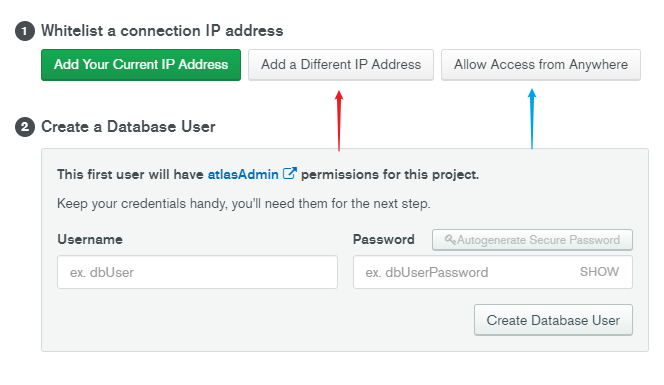 1 Whitelist a connection IP address
Add Your Current IP Address Add a Different IP Address Allow Access from Anywhere
2 Create a Database User
This first user will have atlasAdmin permissions for this project.
Keep your credentials handy, you'll need them for the next step.
Username Password Autogenerate Secure Password
ex. dbUser ex. dbUserPassword SHOW
Create Database User